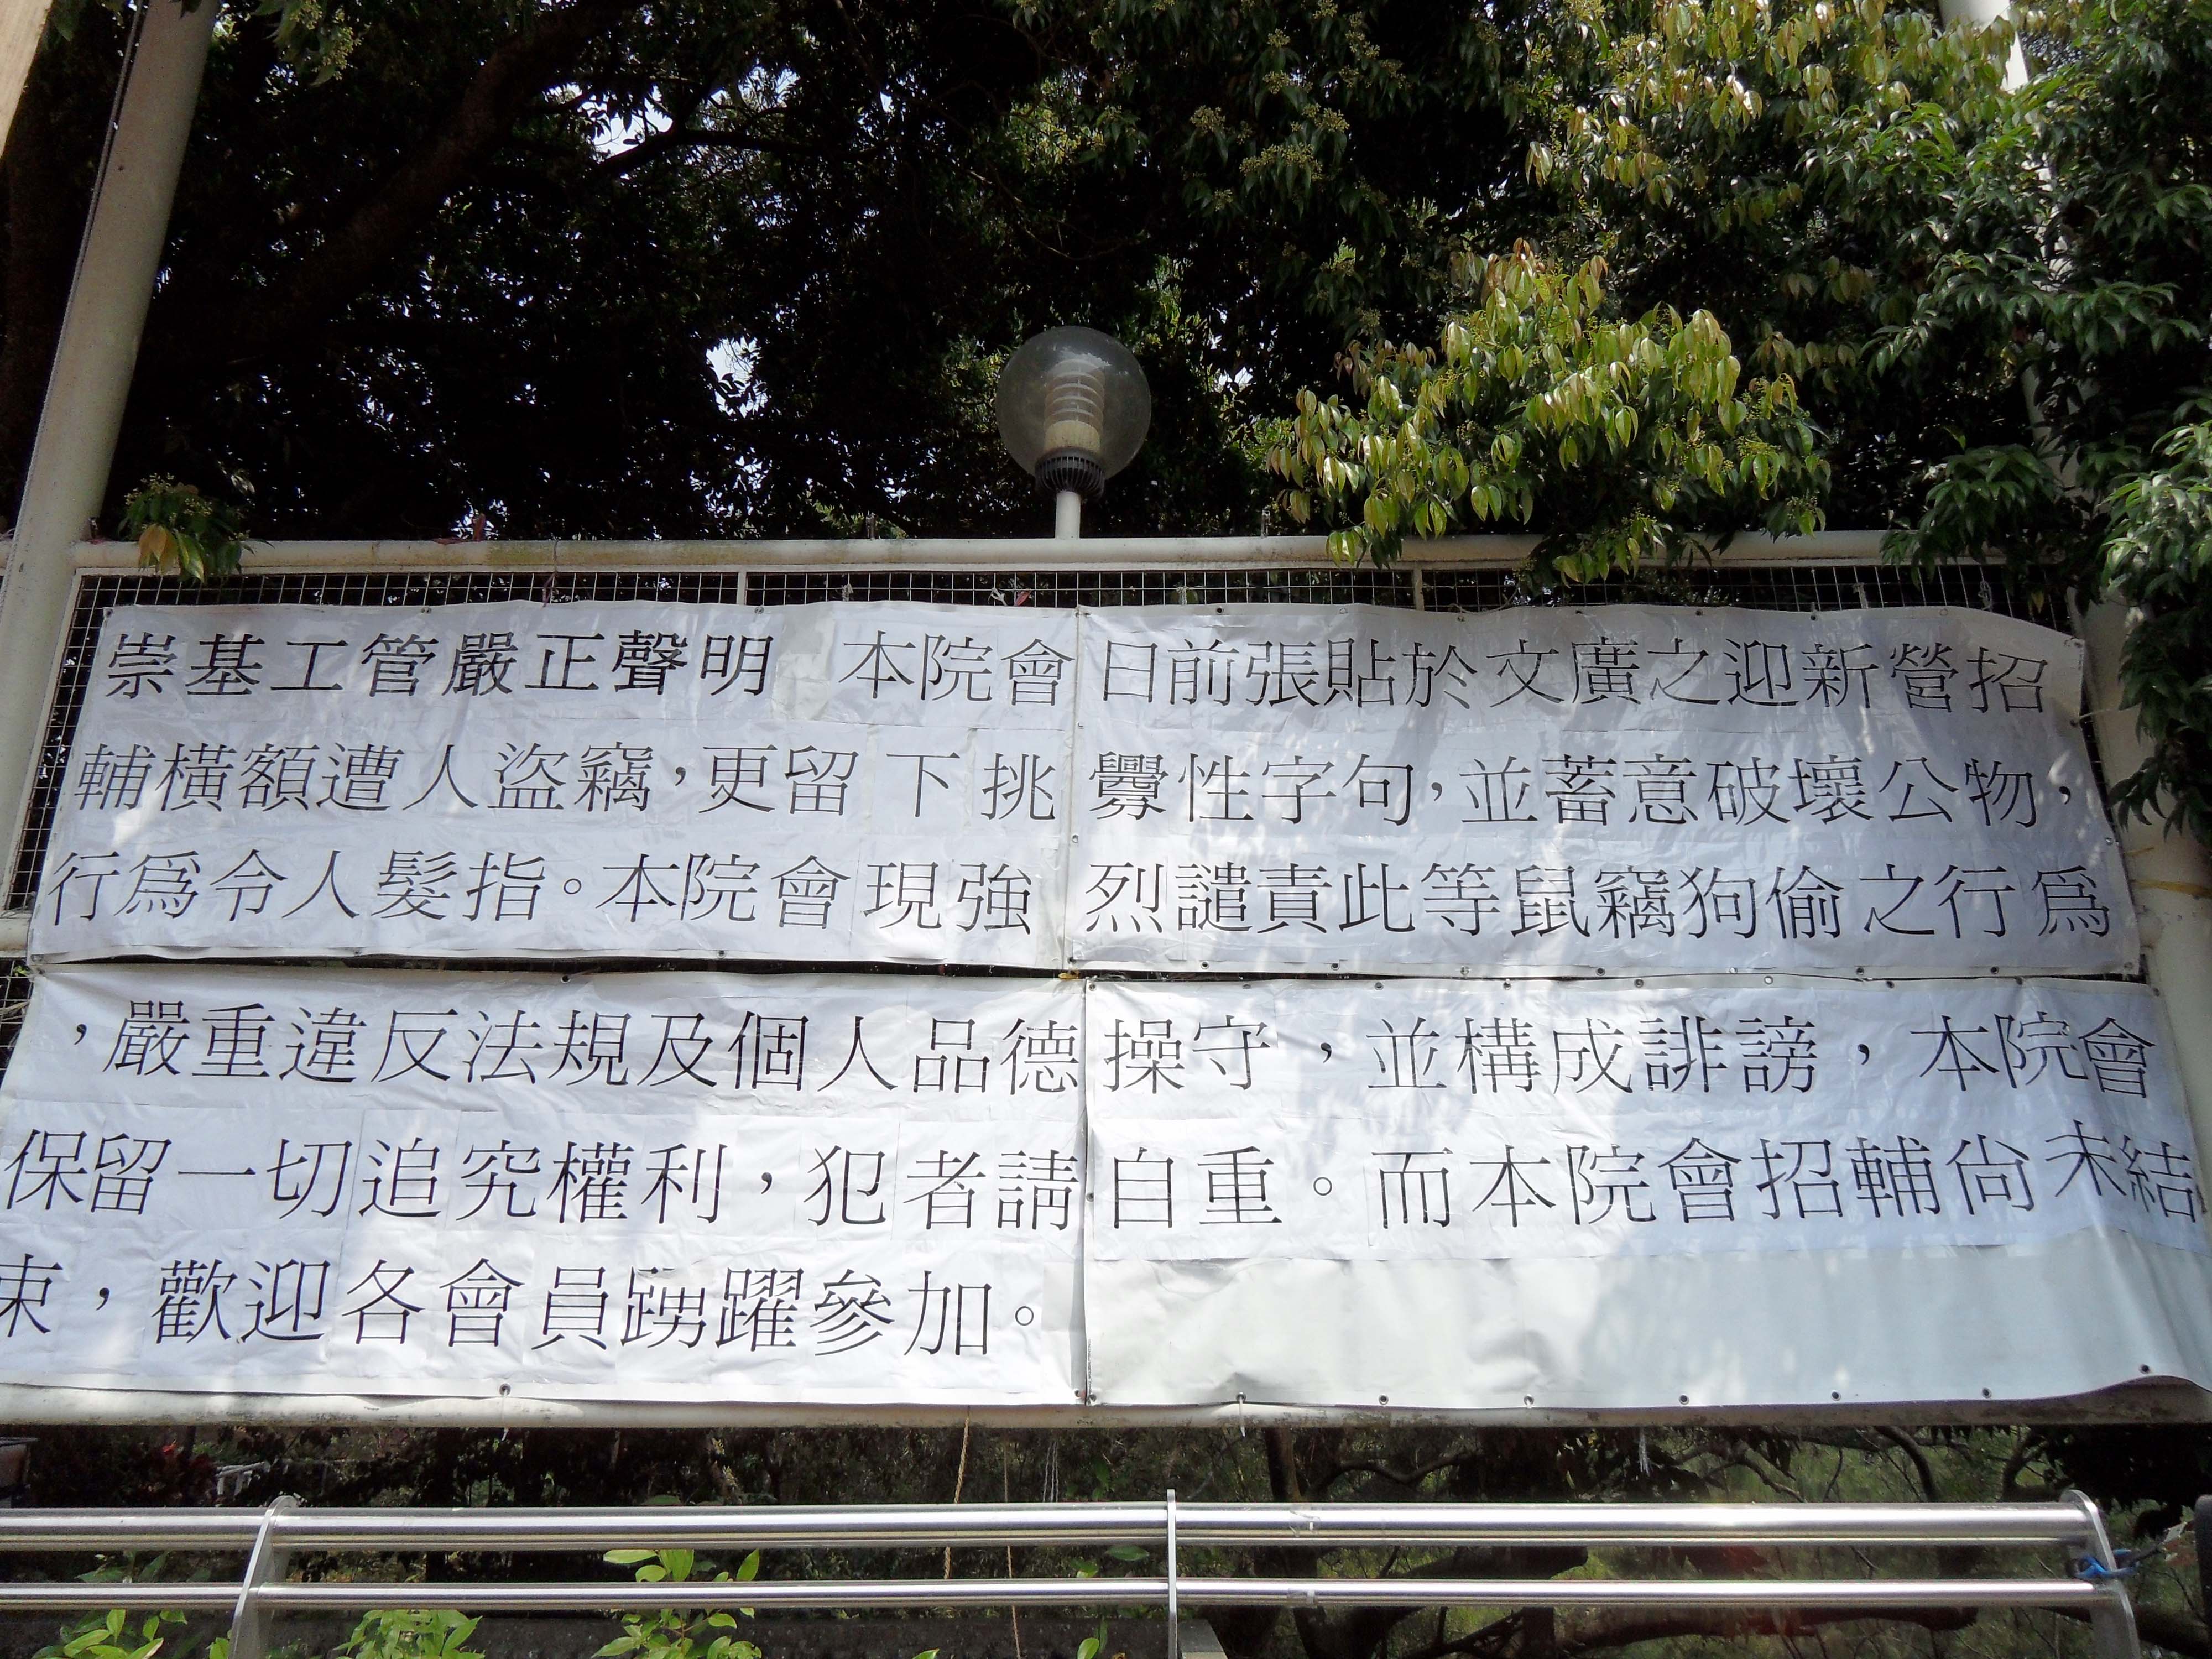 崇基工管嚴正聲明 本院會日前張貼於文廣之迎新營招
輔橫額遭人盜竊，更留下挑釁性字句，並蓄意破壞公物，
行爲令人髮指。本院會現強烈譴責此等鼠竊狗偷之行爲
，嚴重違反法規及個人品德操守，並構成誹謗，本院會
保留一切追究權利，犯者請自重。而本院會招輔尙未結
束，歡迎各會員踴躍參加。